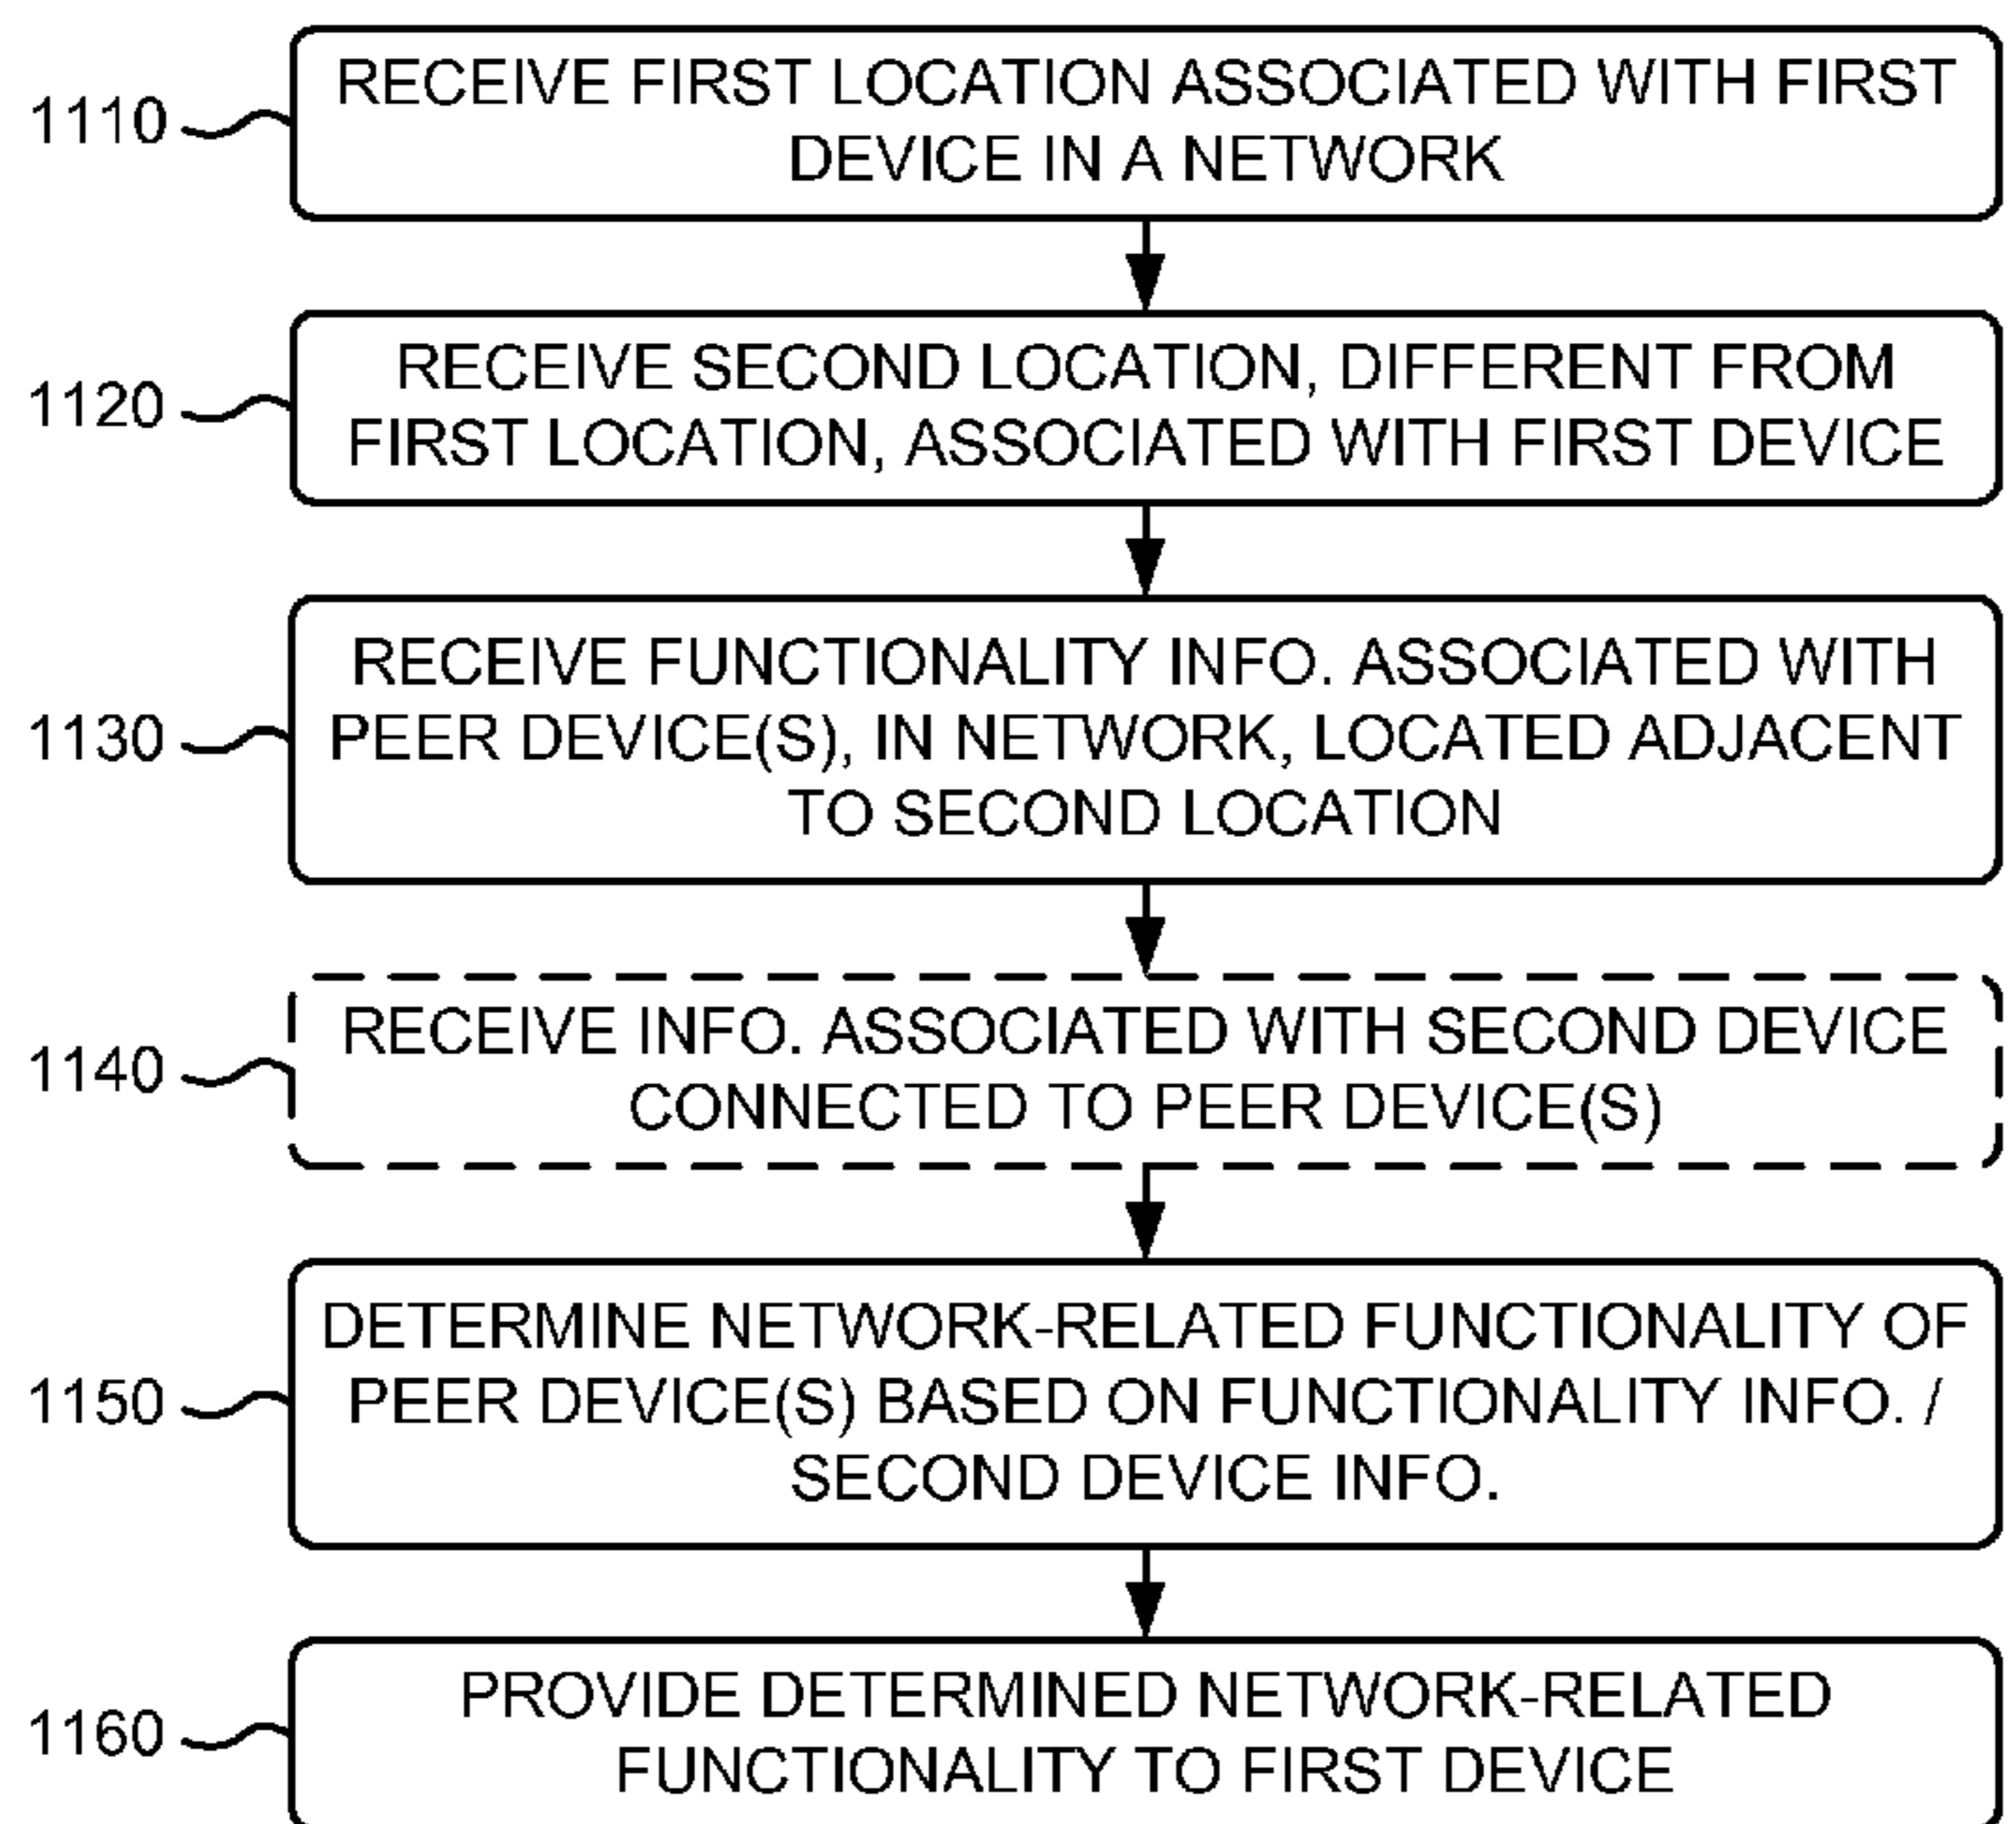 RECEIVE FIRST LOCATION ASSOCIATED WITH FIRST
1110
DEVICE IN A NETWORK
RECEIVE SECOND LOCATION, DIFFERENT FROM
1120
FIRST LOCATION, ASSOCIATED WITH FIRST DEVICE
RECEIVE FUNCTIONALITY INFO. ASSOCIATED WITH
1130
PEER DEVICE(S), IN NETWORK, LOCATED ADJACENT
TO SECOND LOCATION
RECEIVE INFO. ASSOCIATED WITH SECOND DEVICE
1140
CONNECTED TO PEER DEVICE(S)
DETERMINE NETWORK-RELATED FUNCTIONALITY OF
1150
PEER DEVICE(S) BASED ON FUNCTIONALITY INFO. /
SECOND DEVICE INFO.
PROVIDE DETERMINED NETWORK-RELATED
1160
FUNCTIONALITY TO FIRST DEVICE